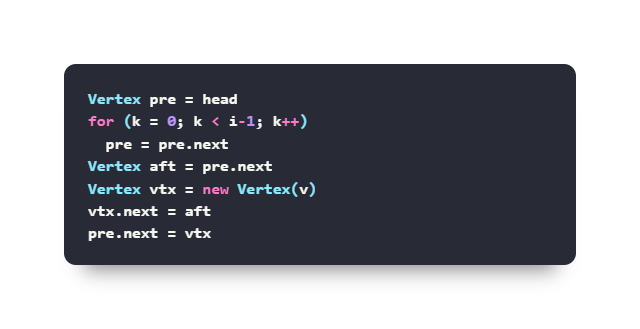 Vertex pre = head
for (k = 0; k < i-1; k++)
  pre = pre.next
Vertex aft = pre.next
Vertex vtx = new Vertex(v)
vtx.next = aft
pre.next = vtx